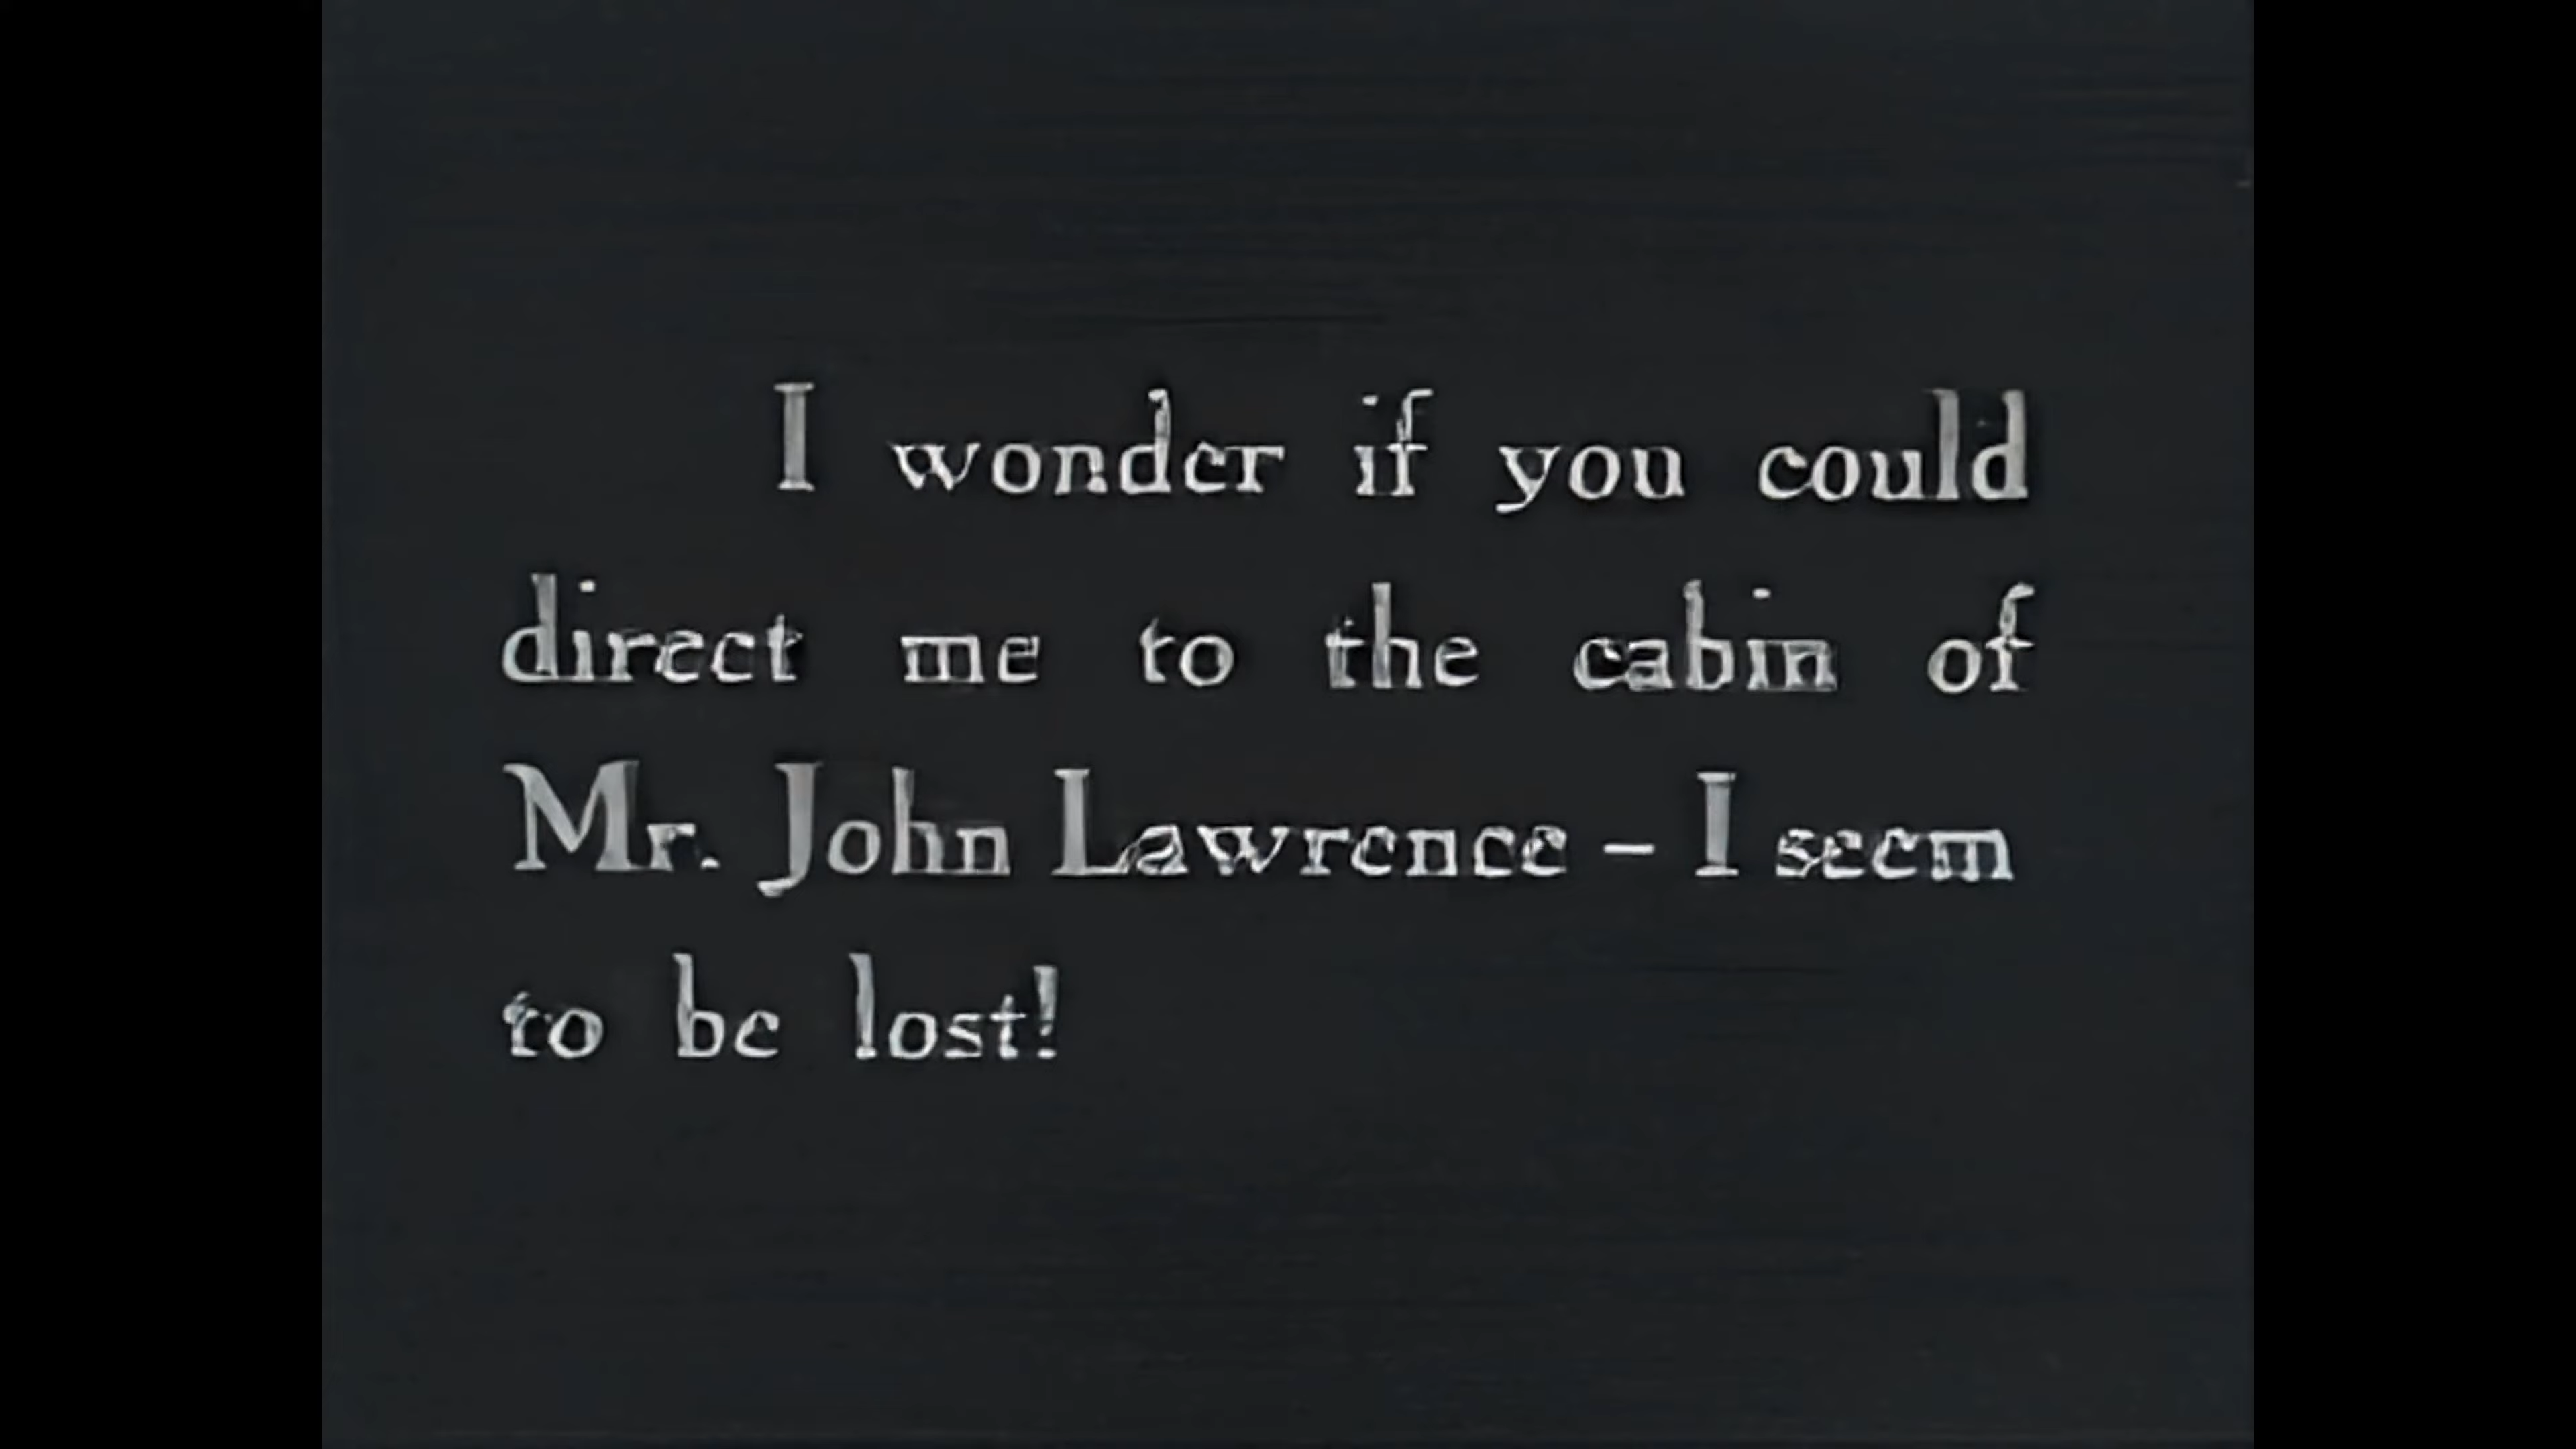 I wonder if you could
direct me to the cabin of
Mr. John Lawrence – I seem
to be lost!